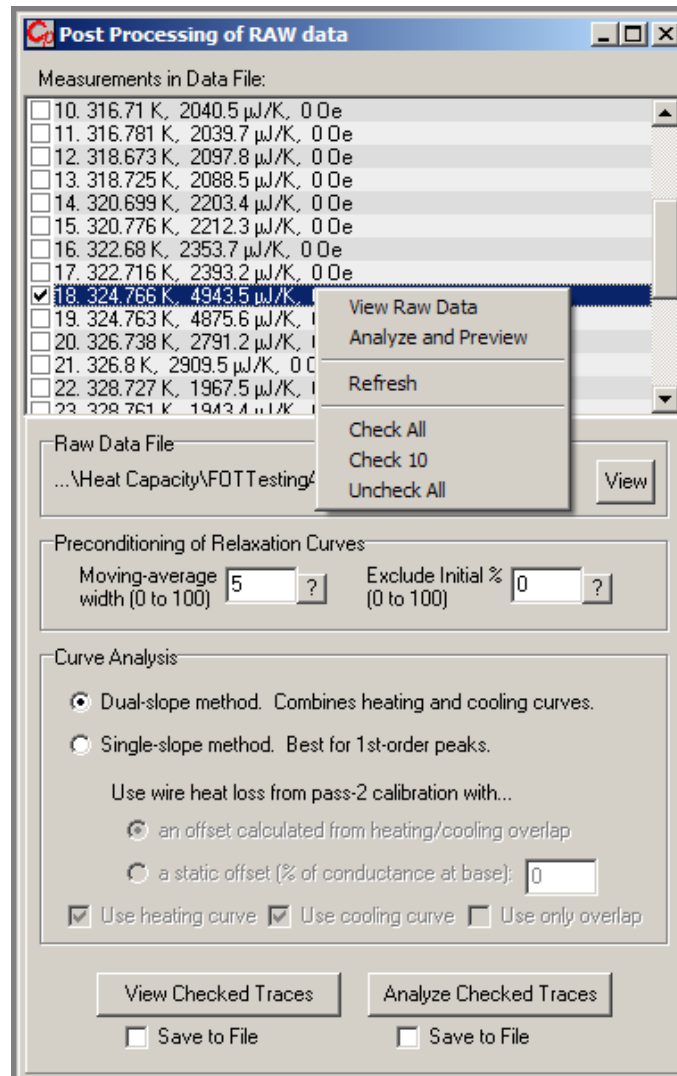 Cp Post Processing of RAW data
Measurements in Data File:
10. 316.71 K, 2040.5 µJ/K, 0 Oe
11. 316.781 K, 2039.7 µJ/K, 0 Oe
12. 318.673 K, 2097.8 µJ/K, 0 Oe
13. 318.725 K, 2088.5 µJ/K, 0 Oe
14. 320.699 K, 2203.4 µJ/K, 0 Oe
15. 320.776 K, 2212.3 µJ/K, 0 Oe
16. 322.68 K, 2353.7 µJ/K, 0 Oe
17. 322.716 K, 2393.2 µJ/K, 0 Oe
18. 324.766 K, 4943.5 µJ/K,
19. 324.763 K, 4875.6 µJ/K,
20. 326.738 K, 2791.2 µJ/K,
21. 326.8 K, 2909.5 µJ/K, 0
22. 328.727 K, 1967.5 µJ/K,
23. 328.761 K, 1943.4 µJ/K,
View Raw Data
Analyze and Preview
Refresh
Check All
Check 10
Uncheck All
Raw Data File
...\Heat Capacity\FOTTesting
View
Preconditioning of Relaxation Curves
Moving-average width (0 to 100) 5 ?
Exclude Initial % (0 to 100) 0 ?
Curve Analysis
Dual-slope method. Combines heating and cooling curves.
Single-slope method. Best for 1st-order peaks.
Use wire heat loss from pass-2 calibration with...
an offset calculated from heating/cooling overlap
a static offset (% of conductance at base): 0
Use heating curve Use cooling curve Use only overlap
View Checked Traces Analyze Checked Traces
Save to File Save to File